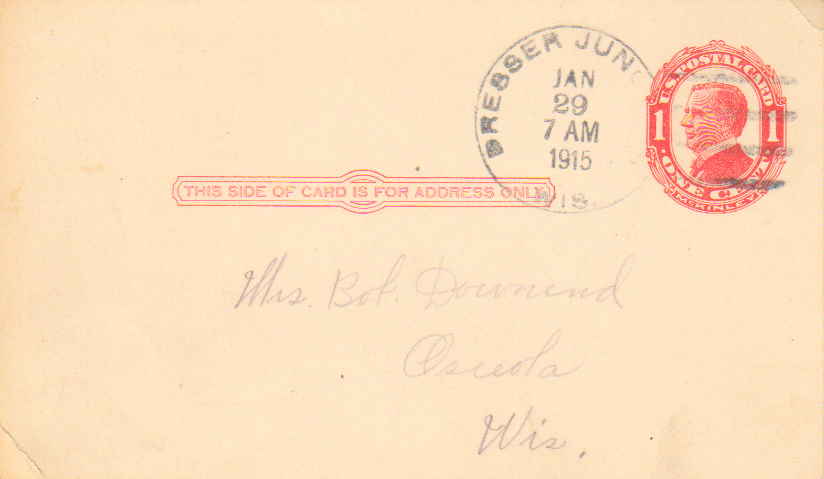 DRESSER JUNC
JAN
29
7 AM
1915
WIS.
U.S. POSTAL CARD
1 1
ONE CENT
MCKINLEY
THIS SIDE OF CARD IS FOR ADDRESS ONLY
Mrs. Bob. Downend
Osceola
Wis.